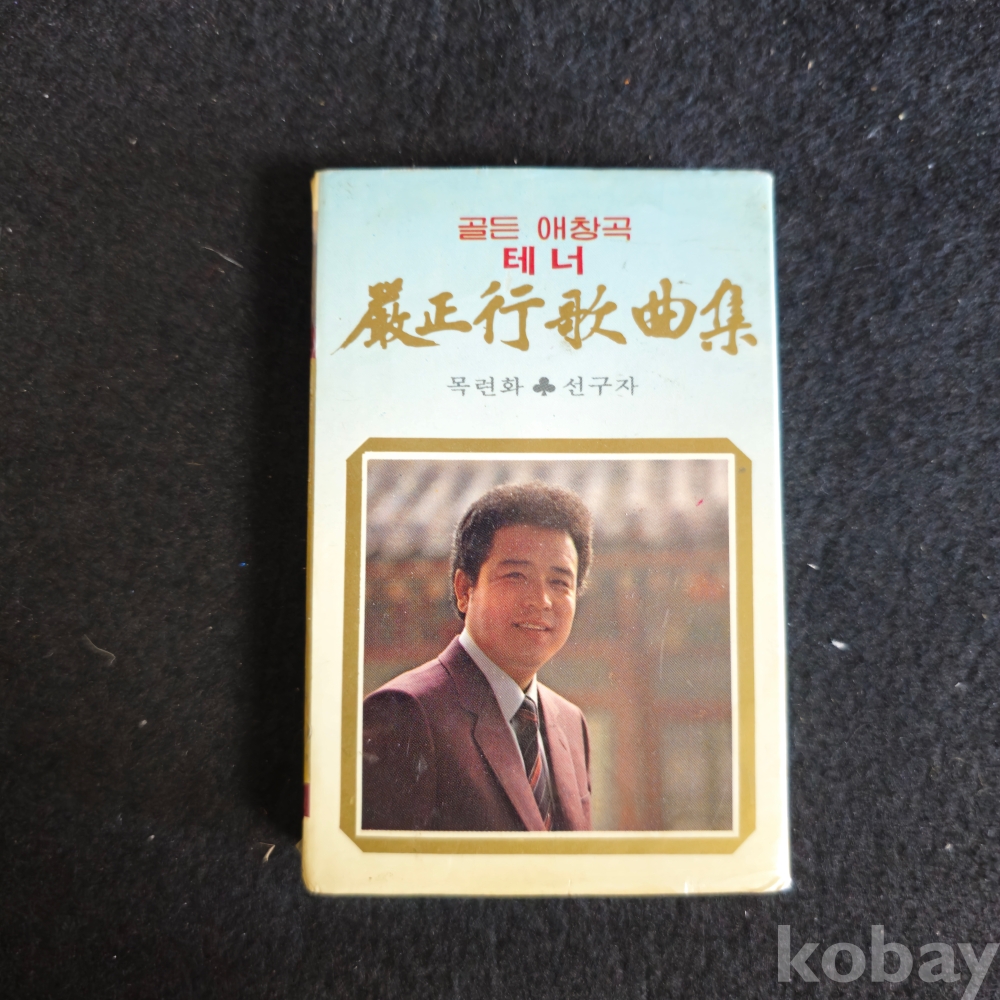 골든 애창곡
테너
嚴正行歌曲集
목련화 ♣ 선구자
kobay